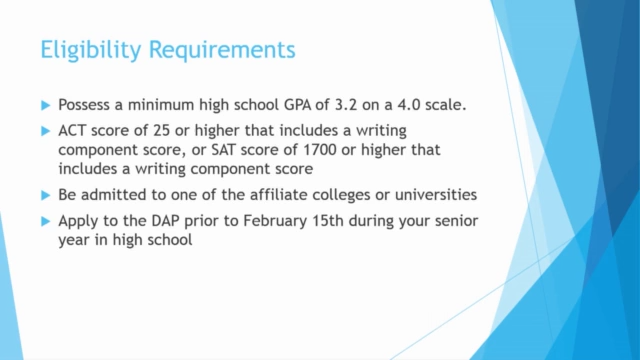 Eligibility Requirements
Possess a minimum high school GPA of 3.2 on a 4.0 scale.
ACT score of 25 or higher that includes a writing
component score, or SAT score of 1700 or higher that
includes a writing component score
Be admitted to one of the affiliate colleges or universities
Apply to the DAP prior to February 15th during your senior
year in high school